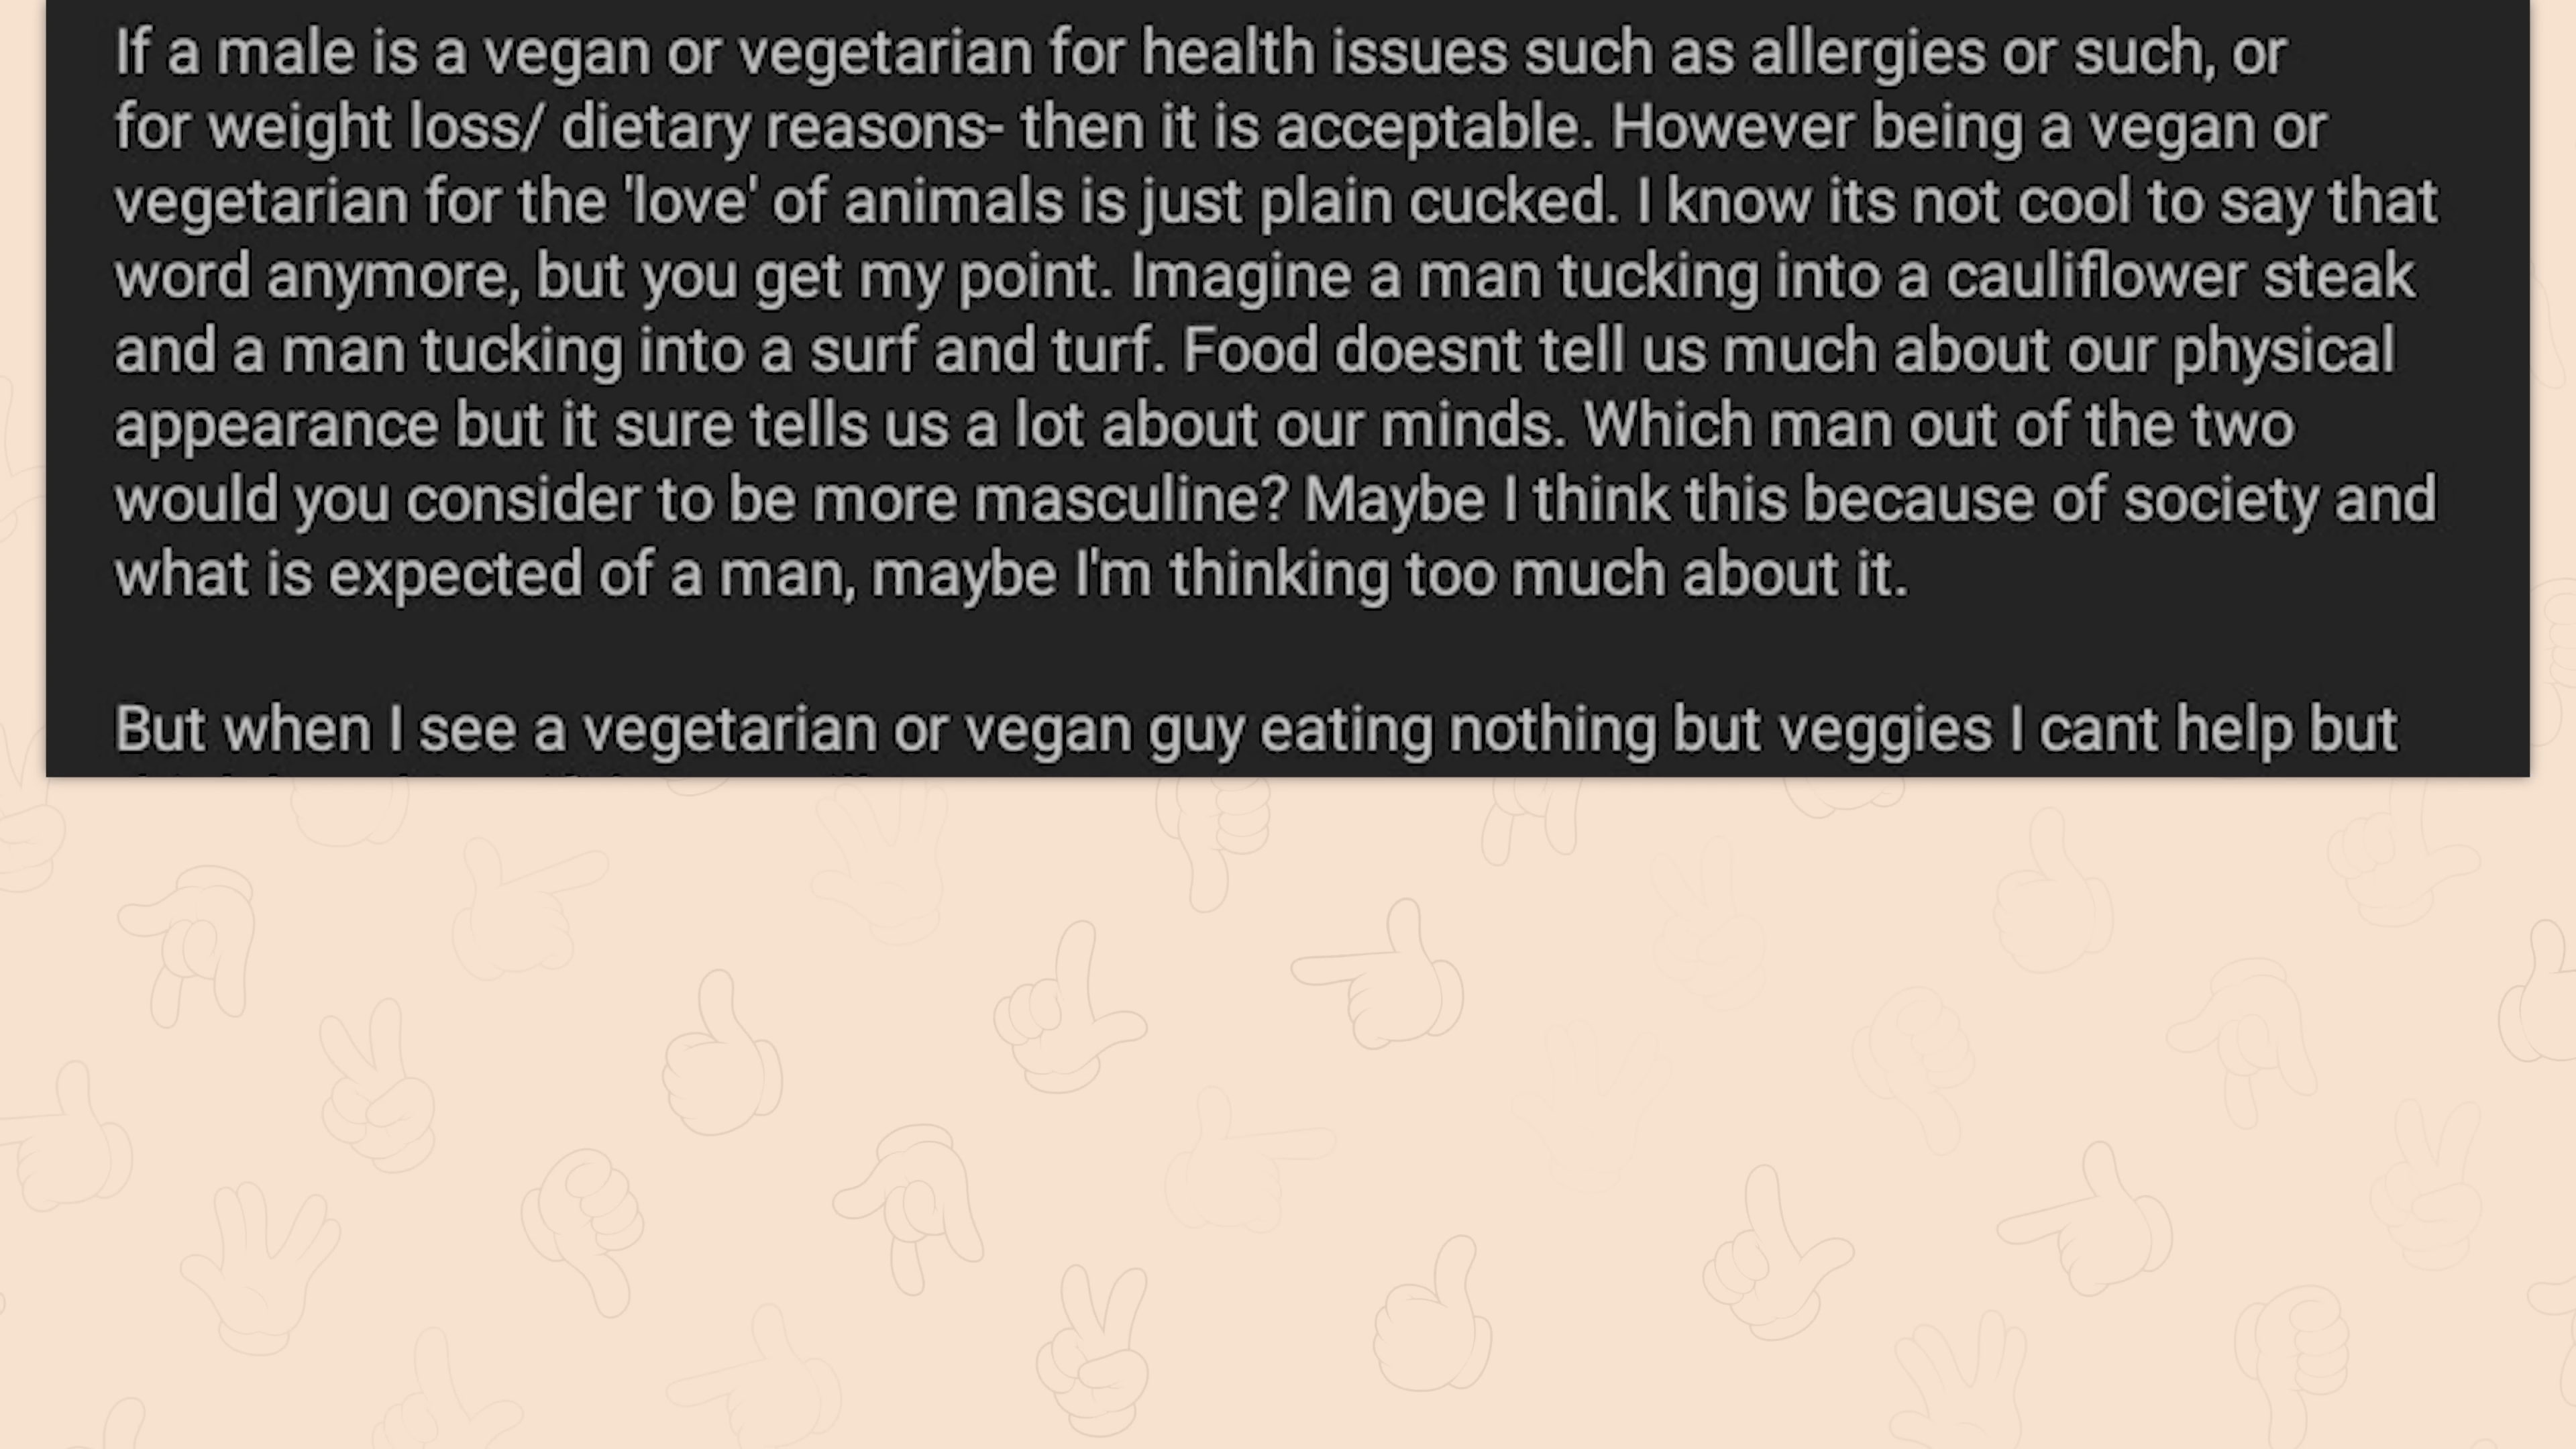 If a male is a vegan or vegetarian for health issues such as allergies or such, or
for weight loss/ dietary reasons- then it is acceptable. However being a vegan or
vegetarian for the 'love' of animals is just plain cucked. I know its not cool to say that
word anymore, but you get my point. Imagine a man tucking into a cauliflower steak
and a man tucking into a surf and turf. Food doesnt tell us much about our physical
appearance but it sure tells us a lot about our minds. Which man out of the two
would you consider to be more masculine? Maybe I think this because of society and
what is expected of a man, maybe I'm thinking too much about it.
But when I see a vegetarian or vegan guy eating nothing but veggies I cant help but